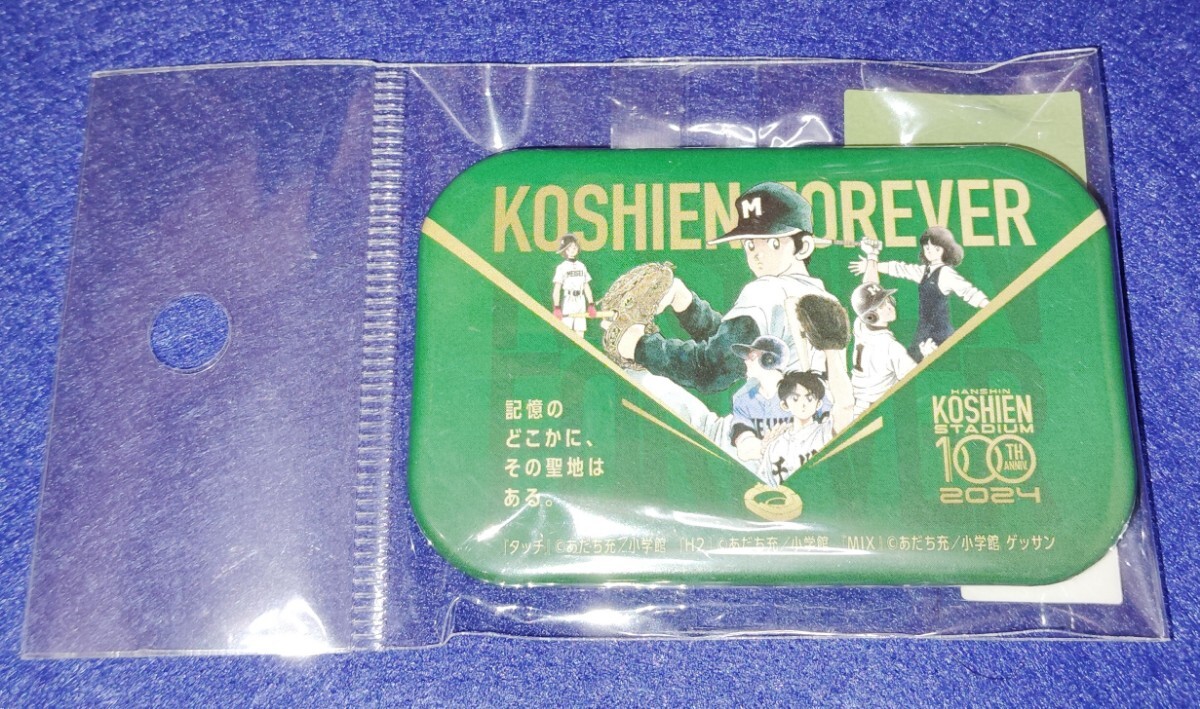 KOSHIEN FOREVER
M
MEISEI
M
1
記憶の
どこかに、
その聖地は
ある。
HANSHIN
KOSHIEN
STADIUM
100TH
ANNIV.
2024
「タッチ」©あだち充/小学館 「H2」©あだち充/小学館 「MIX」©あだち充/小学館 ゲッサン